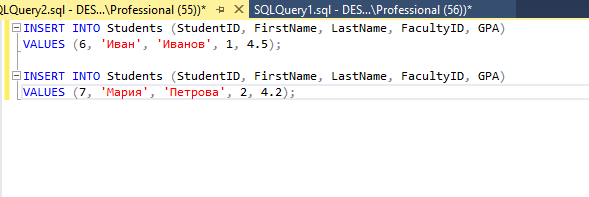 QLQuery2.sql - DES...\Professional (55))* SQLQuery1.sql - DES...\Professional (56))*
INSERT INTO Students (StudentID, FirstName, LastName, FacultyID, GPA)
VALUES (6, 'Иван', 'Иванов', 1, 4.5);
INSERT INTO Students (StudentID, FirstName, LastName, FacultyID, GPA)
VALUES (7, 'Мария', 'Петрова', 2, 4.2);